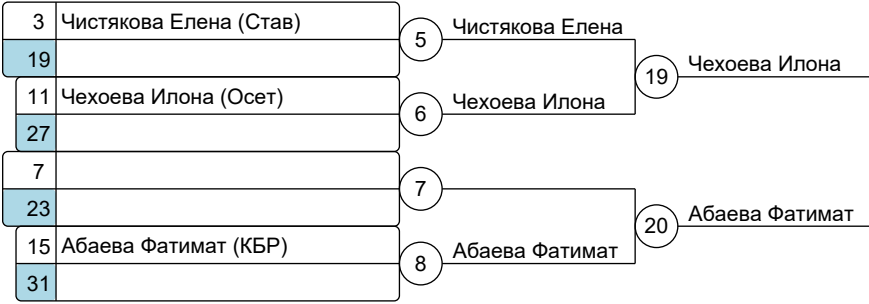 3 Чистякова Елена (Став)
5 Чистякова Елена
19
19 Чехоева Илона
11 Чехоева Илона (Осет)
6 Чехоева Илона
27
7
7
23
20 Абаева Фатимат
15 Абаева Фатимат (КБР)
8 Абаева Фатимат
31